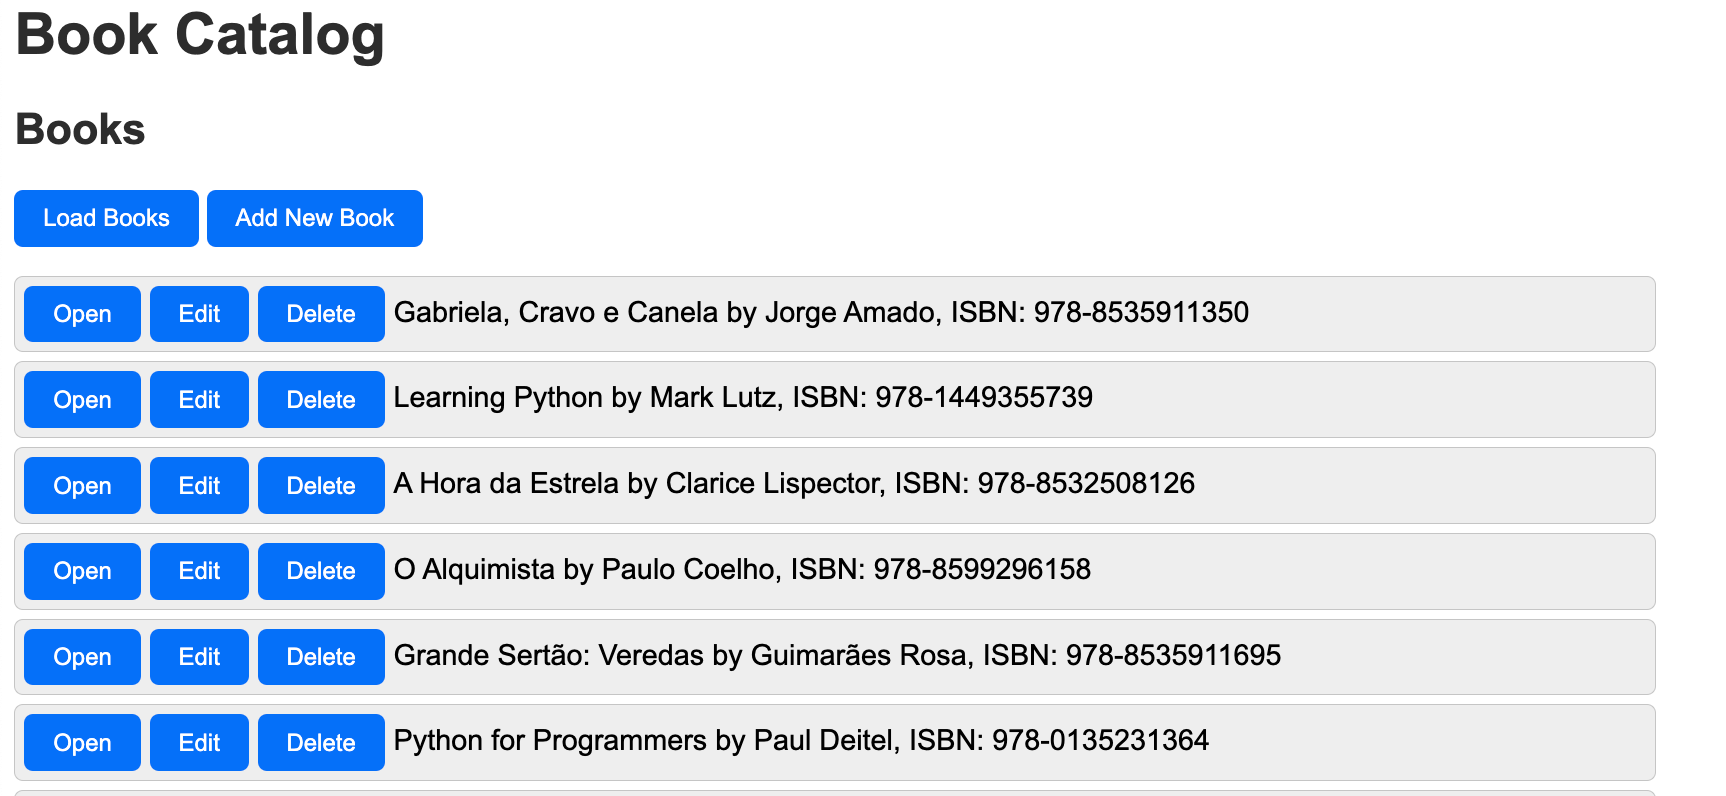 Book Catalog
Books
Load Books Add New Book
Open Edit Delete Gabriela, Cravo e Canela by Jorge Amado, ISBN: 978-8535911350
Open Edit Delete Learning Python by Mark Lutz, ISBN: 978-1449355739
Open Edit Delete A Hora da Estrela by Clarice Lispector, ISBN: 978-8532508126
Open Edit Delete O Alquimista by Paulo Coelho, ISBN: 978-8599296158
Open Edit Delete Grande Sertão: Veredas by Guimarães Rosa, ISBN: 978-8535911695
Open Edit Delete Python for Programmers by Paul Deitel, ISBN: 978-0135231364